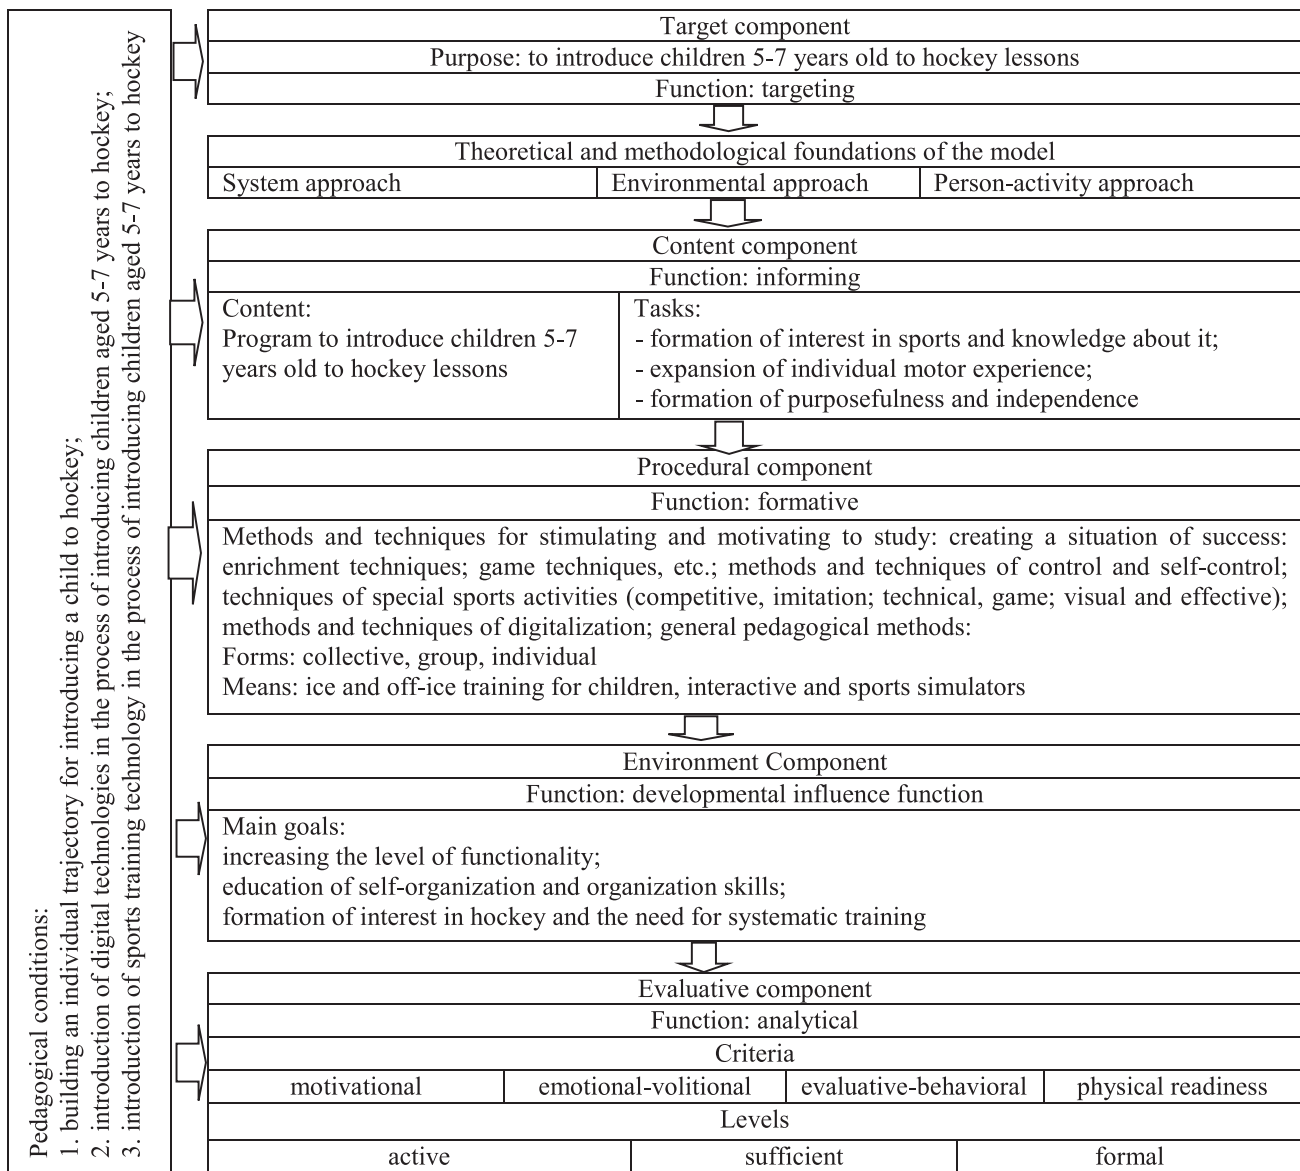 Pedagogical conditions:
1. building an individual trajectory for introducing a child to hockey;
2. introduction of digital technologies in the process of introducing children aged 5-7 years to hockey;
3. introduction of sports training technology in the process of introducing children aged 5-7 years to hockey
Target component
Purpose: to introduce children 5-7 years old to hockey lessons
Function: targeting
Theoretical and methodological foundations of the model
System approach
Environmental approach
Person-activity approach
Content component
Function: informing
Content:
Program to introduce children 5-7
years old to hockey lessons
Tasks:
- formation of interest in sports and knowledge about it;
- expansion of individual motor experience;
- formation of purposefulness and independence
Procedural component
Function: formative
Methods and techniques for stimulating and motivating to study: creating a situation of success:
enrichment techniques; game techniques, etc.; methods and techniques of control and self-control;
techniques of special sports activities (competitive, imitation; technical, game; visual and effective);
methods and techniques of digitalization; general pedagogical methods:
Forms: collective, group, individual
Means: ice and off-ice training for children, interactive and sports simulators
Environment Component
Function: developmental influence function
Main goals:
increasing the level of functionality;
education of self-organization and organization skills;
formation of interest in hockey and the need for systematic training
Evaluative component
Function: analytical
Criteria
motivational
emotional-volitional
evaluative-behavioral
physical readiness
Levels
active
sufficient
formal